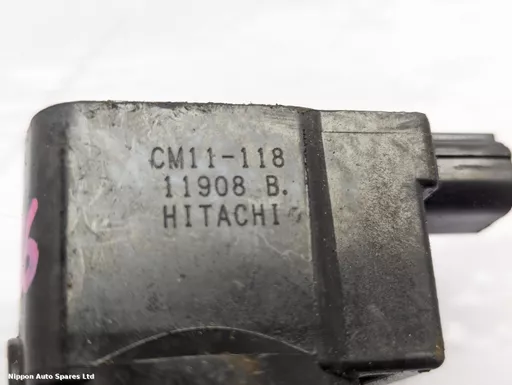 CM11-118
11908 B.
HITACHI
Nippon Auto Spares Ltd